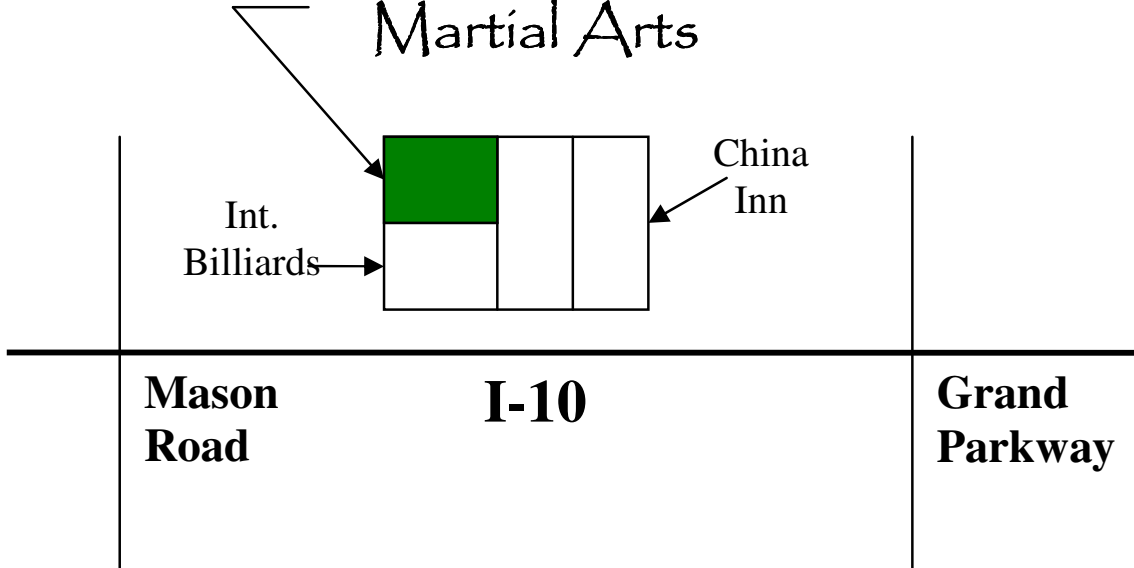 Martial Arts
China
Inn
Int.
Billiards
Mason
Road
I-10
Grand
Parkway